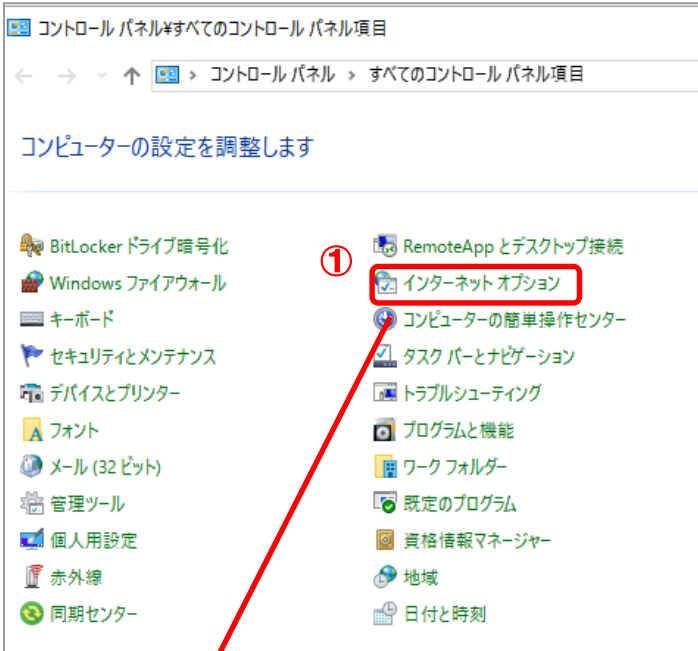 コントロール パネル¥すべてのコントロール パネル項目
コントロール パネル › すべてのコントロール パネル項目
コンピューターの設定を調整します
BitLocker ドライブ暗号化
Windows ファイアウォール
キーボード
セキュリティとメンテナンス
デバイスとプリンター
フォント
メール (32 ビット)
管理ツール
個人用設定
赤外線
同期センター
①
RemoteApp とデスクトップ接続
インターネット オプション
コンピューターの簡単操作センター
タスク バーとナビゲーション
トラブルシューティング
プログラムと機能
ワーク フォルダー
既定のプログラム
資格情報マネージャー
地域
日付と時刻